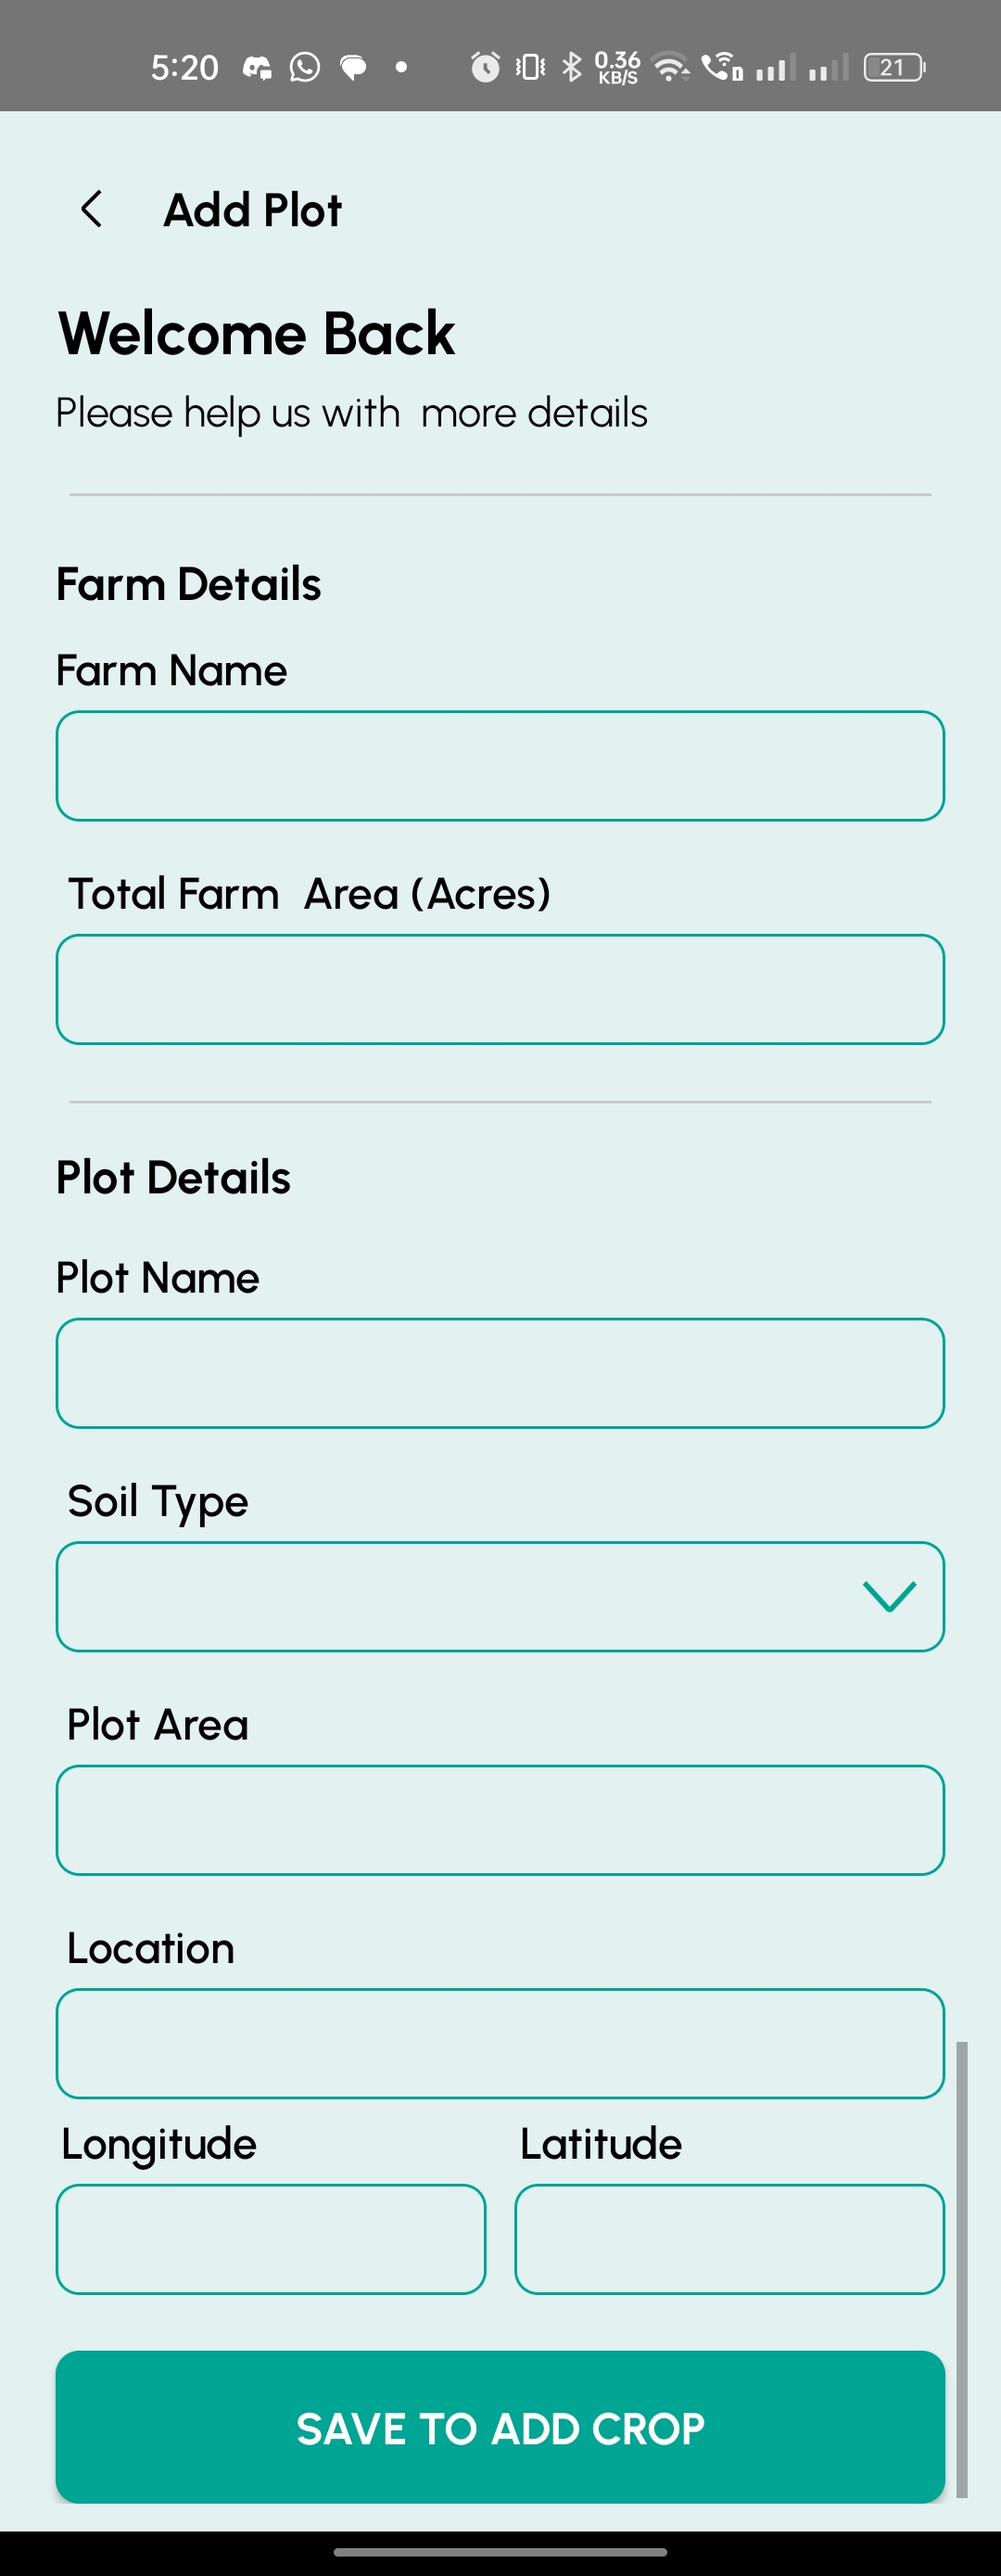 5:20 0.36 KB/S 21
Add Plot
Welcome Back
Please help us with  more details
Farm Details
Farm Name
Total Farm  Area (Acres)
Plot Details
Plot Name
Soil Type
Plot Area
Location
Longitude Latitude
SAVE TO ADD CROP